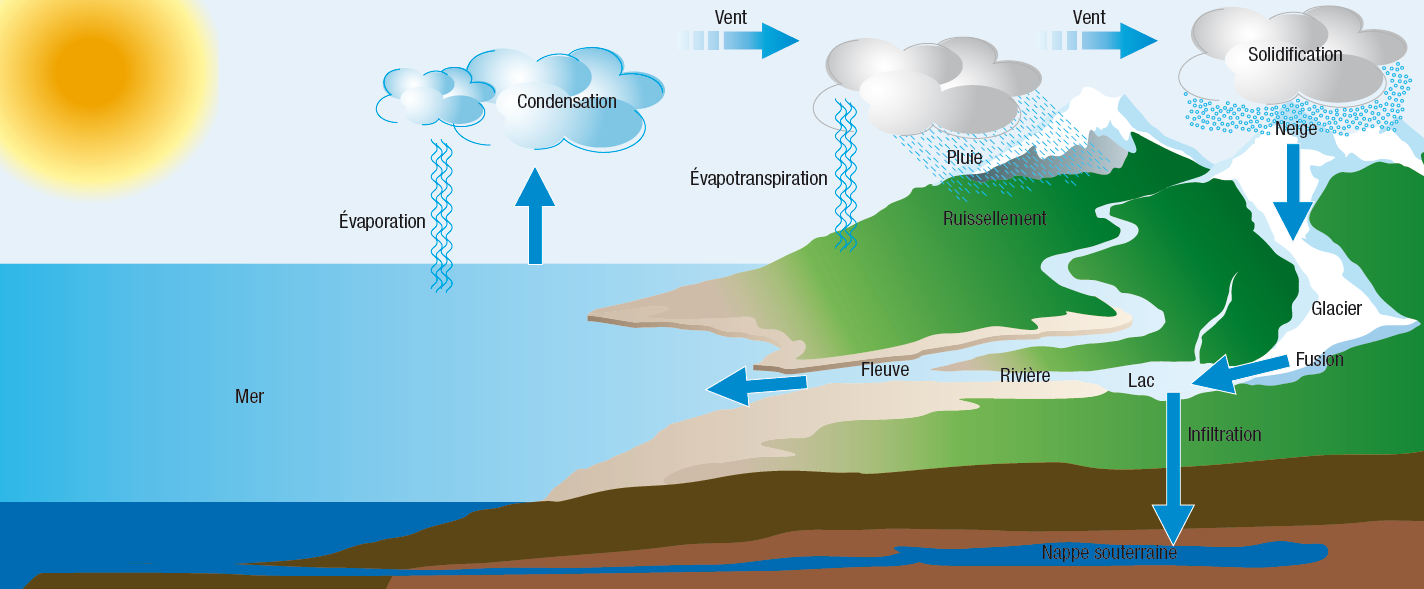 Vent
Vent
Solidification
Condensation
Neige
Pluie
Évapotranspiration
Évaporation
Ruissellement
Glacier
Fusion
Fleuve
Rivière
Lac
Mer
Infiltration
Nappe souterraine